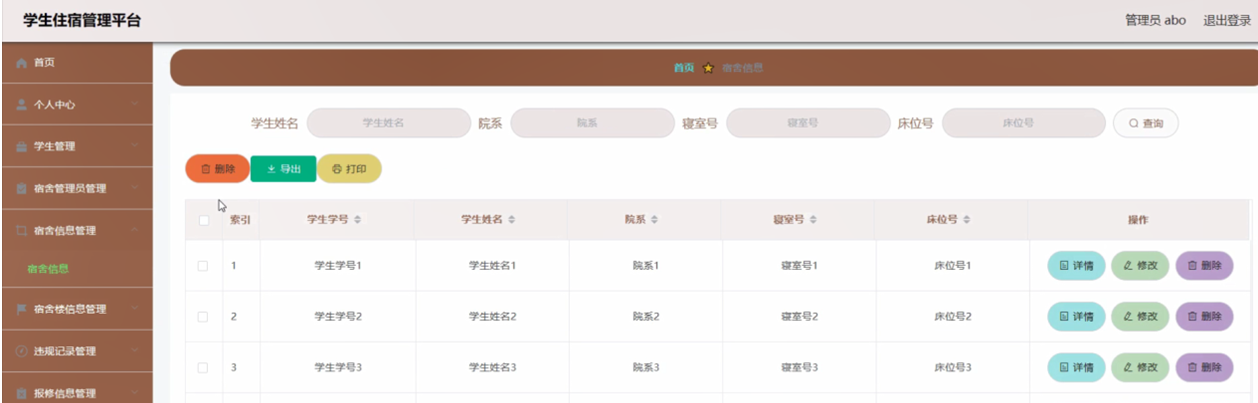 学生住宿管理平台
管理员 abo 退出登录
首页
个人中心
学生管理
宿舍管理员管理
宿舍信息管理
宿舍信息
宿舍楼信息管理
违规记录管理
报修信息管理
首页 宿舍信息
学生姓名 学生姓名 院系 院系 寝室号 寝室号 床位号 床位号 查询
删除 导出 打印
索引 学生学号 学生姓名 院系 寝室号 床位号 操作
1 学生学号1 学生姓名1 院系1 寝室号1 床位号1 详情 修改 删除
2 学生学号2 学生姓名2 院系2 寝室号2 床位号2 详情 修改 删除
3 学生学号3 学生姓名3 院系3 寝室号3 床位号3 详情 修改 删除